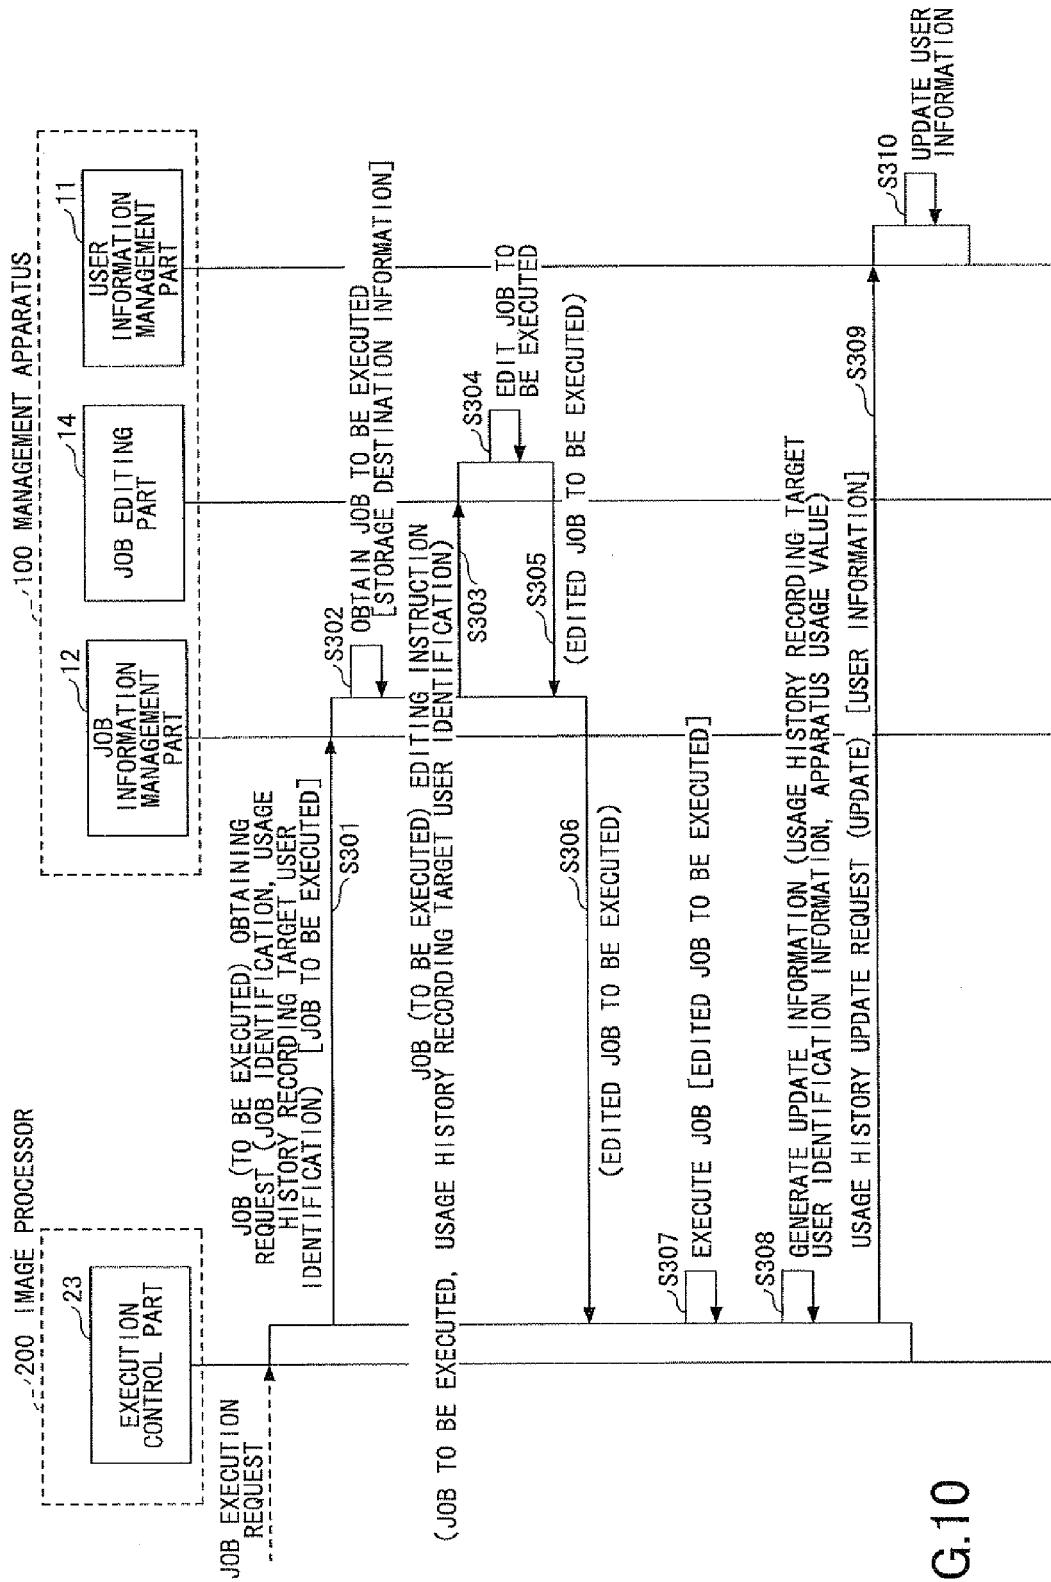 200 IMAGE PROCESSOR
23
EXECUTION
CONTROL PART
100 MANAGEMENT APPARATUS
12
JOB
INFORMATION
MANAGEMENT
PART
14
JOB EDITING
PART
11
USER
INFORMATION
MANAGEMENT
PART
JOB EXECUTION
REQUEST
JOB (TO BE EXECUTED) OBTAINING
REQUEST (JOB IDENTIFICATION, USAGE
HISTORY RECORD TARGET USER
IDENTIFICATION) [JOB TO BE EXECUTED]
S301
S302
OBTAIN JOB TO BE EXECUTED
[STORAGE DESTINATION INFORMATION]
JOB (TO BE EXECUTED) EDITING INSTRUCTION
(JOB TO BE EXECUTED, USAGE HISTORY RECORDING TARGET USER IDENTIFICATION)
S303
S304
EDIT JOB TO
BE EXECUTED
S305
(EDITED JOB TO BE EXECUTED)
S306
(EDITED JOB TO BE EXECUTED)
S307
EXECUTE JOB [EDITED JOB TO BE EXECUTED]
S308
GENERATE UPDATE INFORMATION (USAGE HISTORY RECORDING TARGET
USER IDENTIFICATION INFORMATION, APPARATUS USAGE VALUE)
USAGE HISTORY UPDATE REQUEST (UPDATE) [USER INFORMATION]
S309
S310
UPDATE USER
INFORMATION
G.10